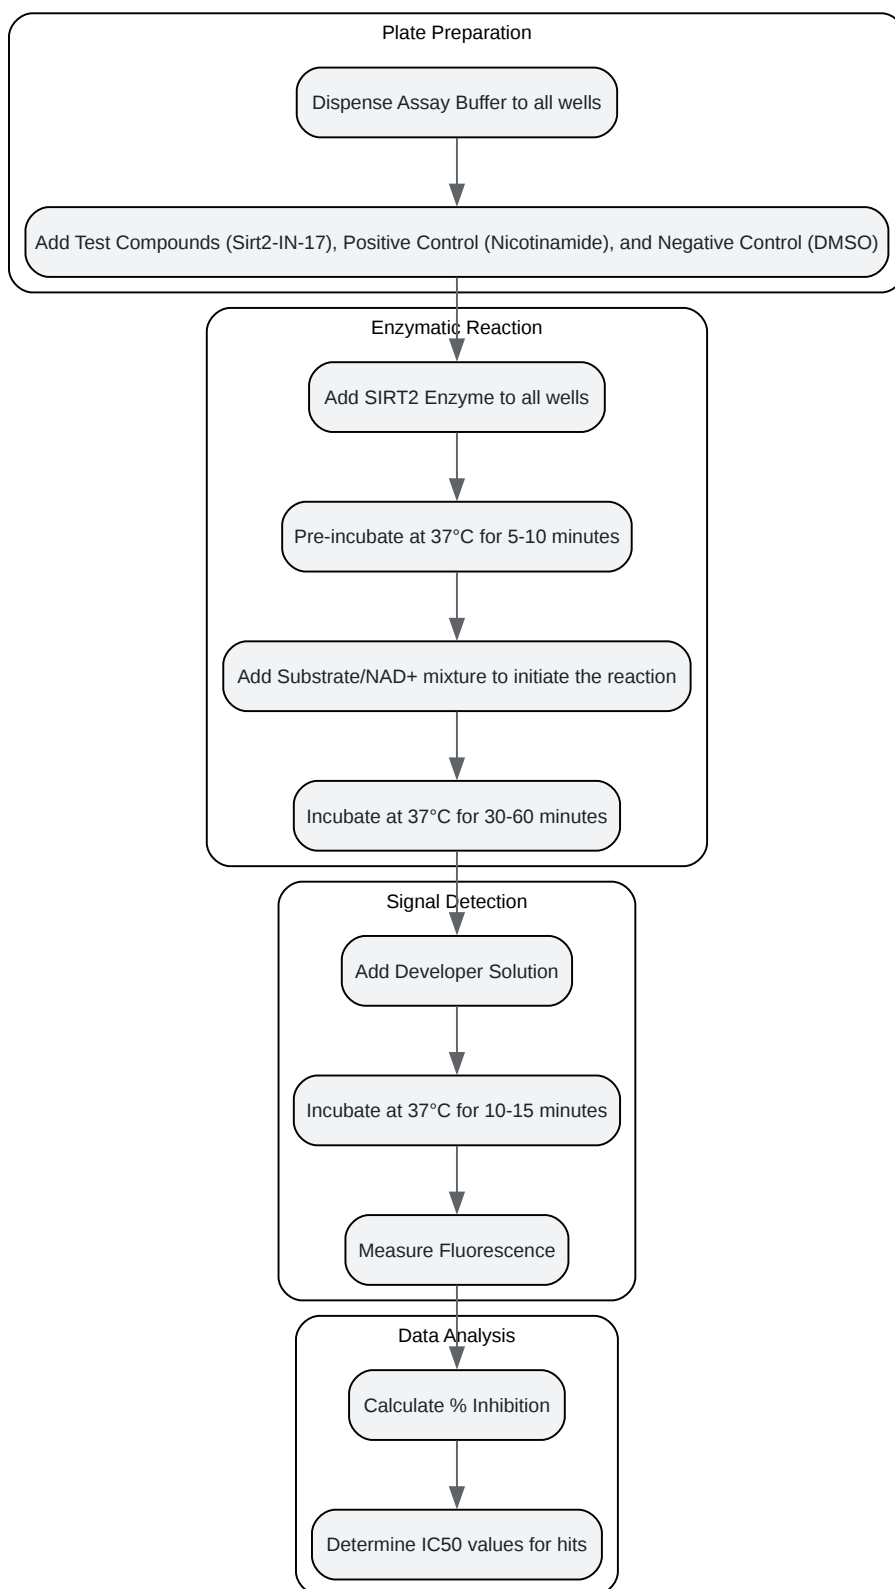 Plate Preparation
Dispense Assay Buffer to all wells
Add Test Compounds (Sirt2-IN-17), Positive Control (Nicotinamide), and Negative Control (DMSO)
Enzymatic Reaction
Add SIRT2 Enzyme to all wells
Pre-incubate at 37°C for 5-10 minutes
Add Substrate/NAD+ mixture to initiate the reaction
Incubate at 37°C for 30-60 minutes
Signal Detection
Add Developer Solution
Incubate at 37°C for 10-15 minutes
Measure Fluorescence
Data Analysis
Calculate % Inhibition
Determine IC50 values for hits